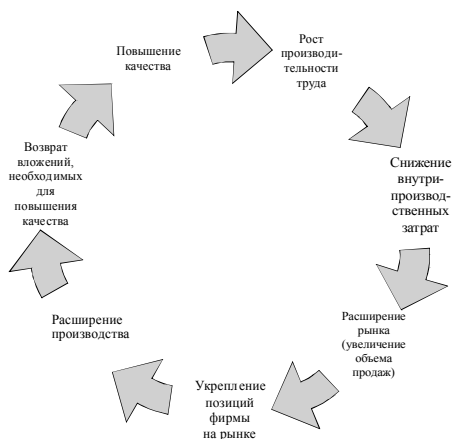 Повышение
качества
Рост
производи-
тельности
труда
Снижение
внутри-
производ-
ственных
затрат
Расширение
рынка
(увеличение
объема
продаж)
Укрепление
позиций
фирмы
на рынке
Расширение
производства
Возврат
вложений,
необходимых
для
повышения
качества